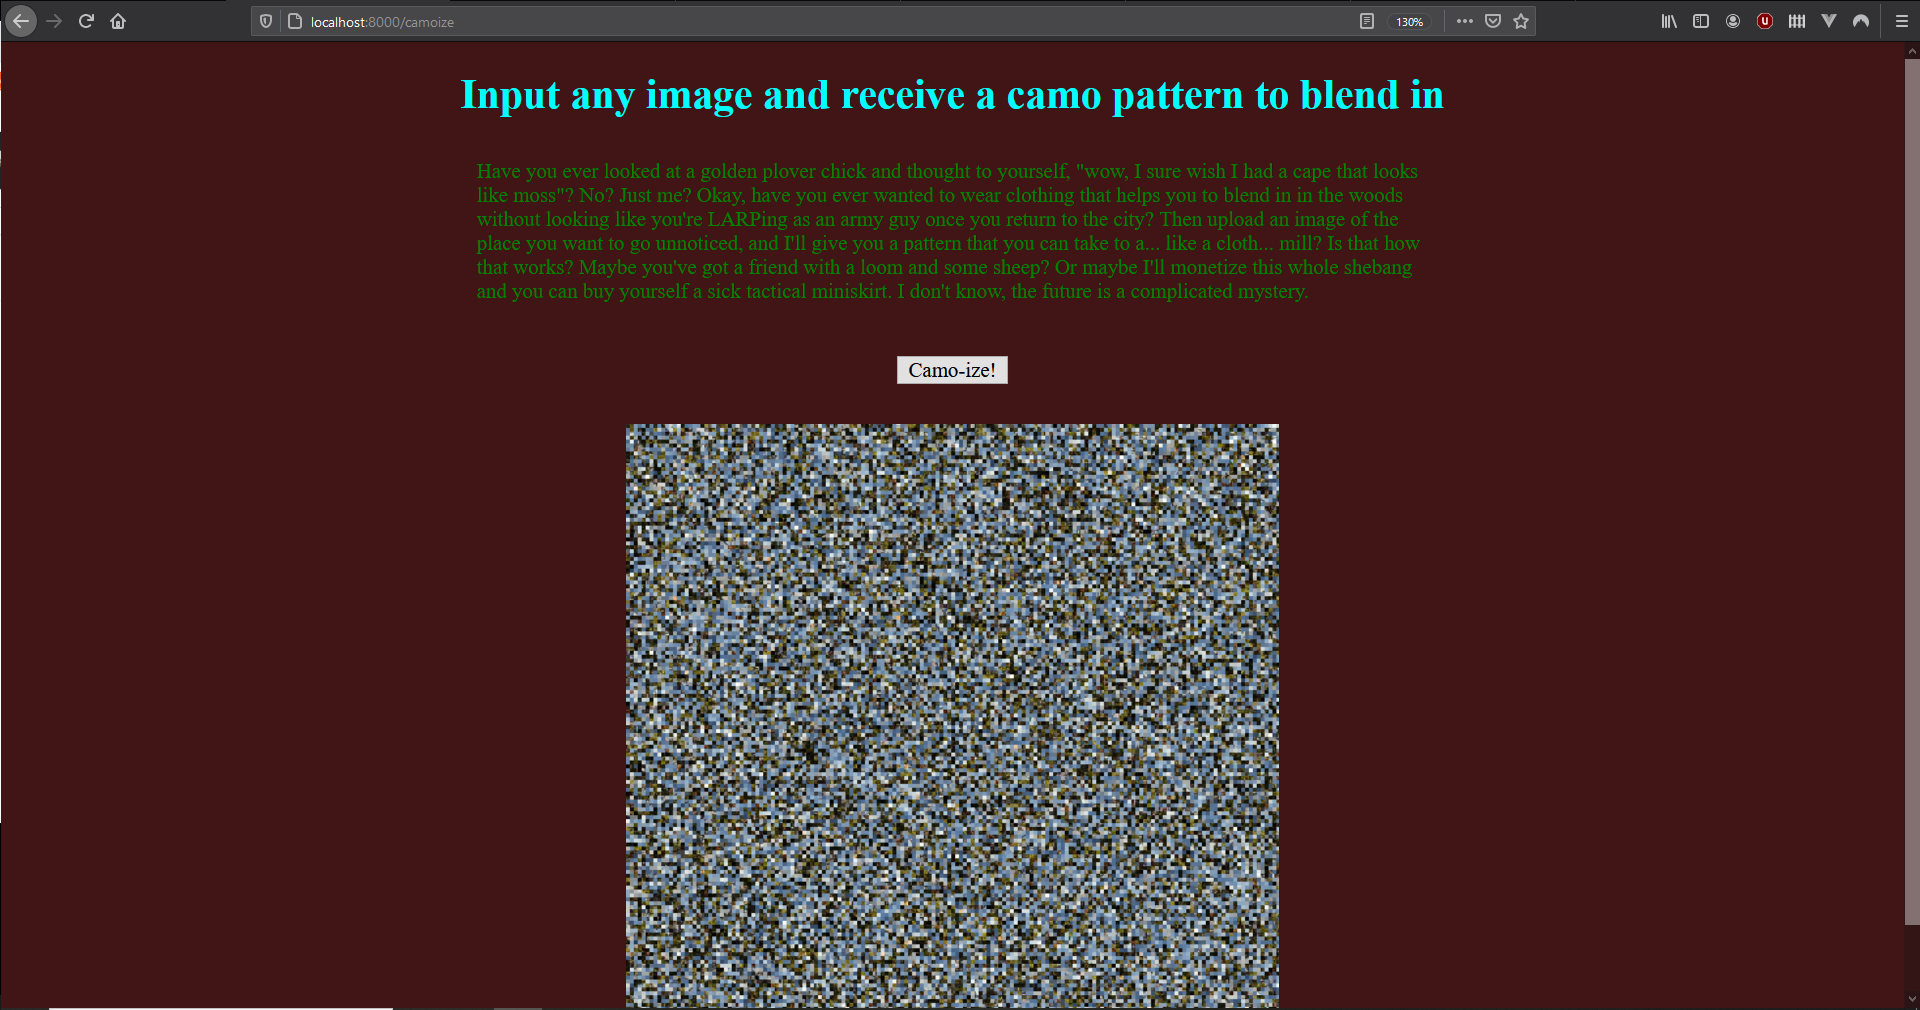 localhost:8000/camoize
130%
Input any image and receive a camo pattern to blend in
Have you ever looked at a golden plover chick and thought to yourself, "wow, I sure wish I had a cape that looks
like moss"? No? Just me? Okay, have you ever wanted to wear clothing that helps you to blend in in the woods
without looking like you're LARPing as an army guy once you return to the city? Then upload an image of the
place you want to go unnoticed, and I'll give you a pattern that you can take to a... like a cloth... mill? Is that how
that works? Maybe you've got a friend with a loom and some sheep? Or maybe I'll monetize this whole shebang
and you can buy yourself a sick tactical miniskirt. I don't know, the future is a complicated mystery.
Camo-ize!